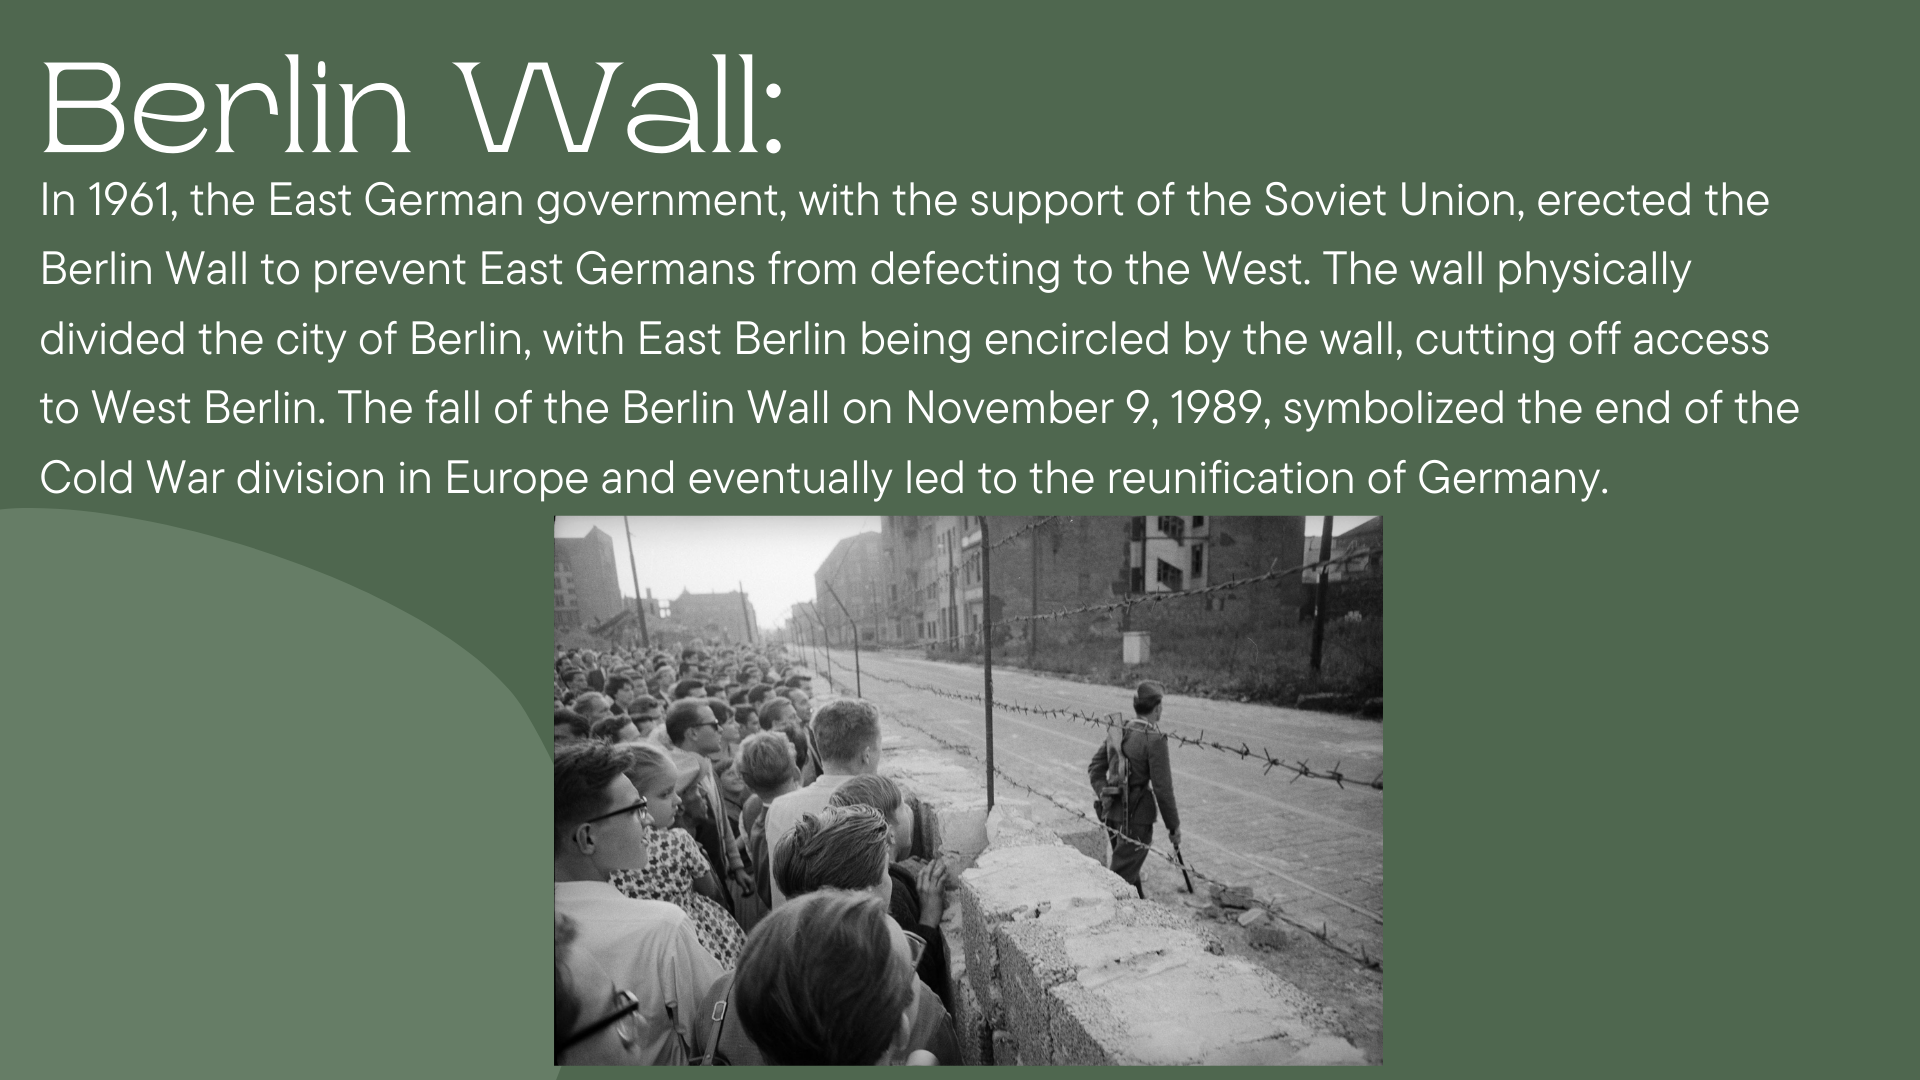 Berlin Wall:
In 1961, the East German government, with the support of the Soviet Union, erected the
Berlin Wall to prevent East Germans from defecting to the West. The wall physically
divided the city of Berlin, with East Berlin being encircled by the wall, cutting off access
to West Berlin. The fall of the Berlin Wall on November 9, 1989, symbolized the end of the
Cold War division in Europe and eventually led to the reunification of Germany.